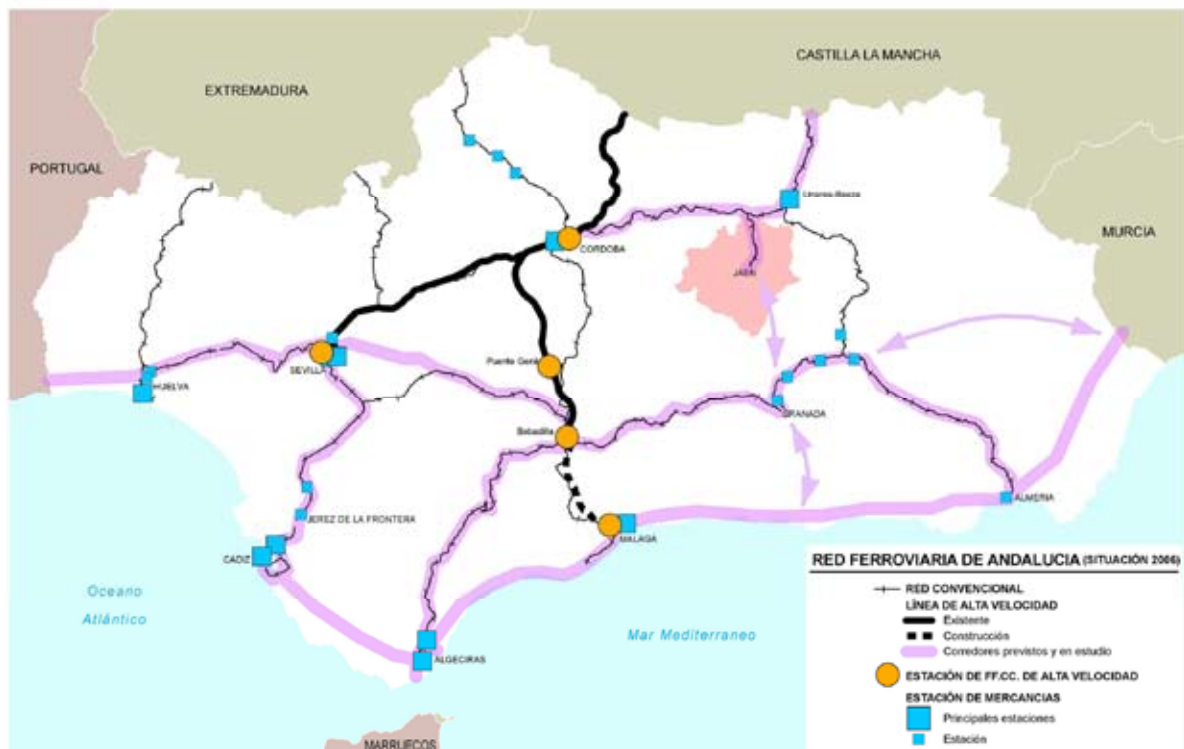 CASTILLA LA MANCHA
EXTREMADURA
PORTUGAL
Linares-Baeza
MURCIA
CORDOBA
JAEN
Puente Genil
SEVILLA
HUELVA
GRANADA
Bobadilla
ALMERIA
JEREZ DE LA FRONTERA
MALAGA
CADIZ
Oceano
Atlántico
Mar Mediterraneo
ALGECIRAS
MARRUECOS
RED FERROVIARIA DE ANDALUCIA (SITUACIÓN 2006)
RED CONVENCIONAL
LÍNEA DE ALTA VELOCIDAD
Existente
Construcción
Corredores previstos y en estudio
ESTACIÓN DE FF.CC. DE ALTA VELOCIDAD
ESTACIÓN DE MERCANCIAS
Principales estaciones
Estación